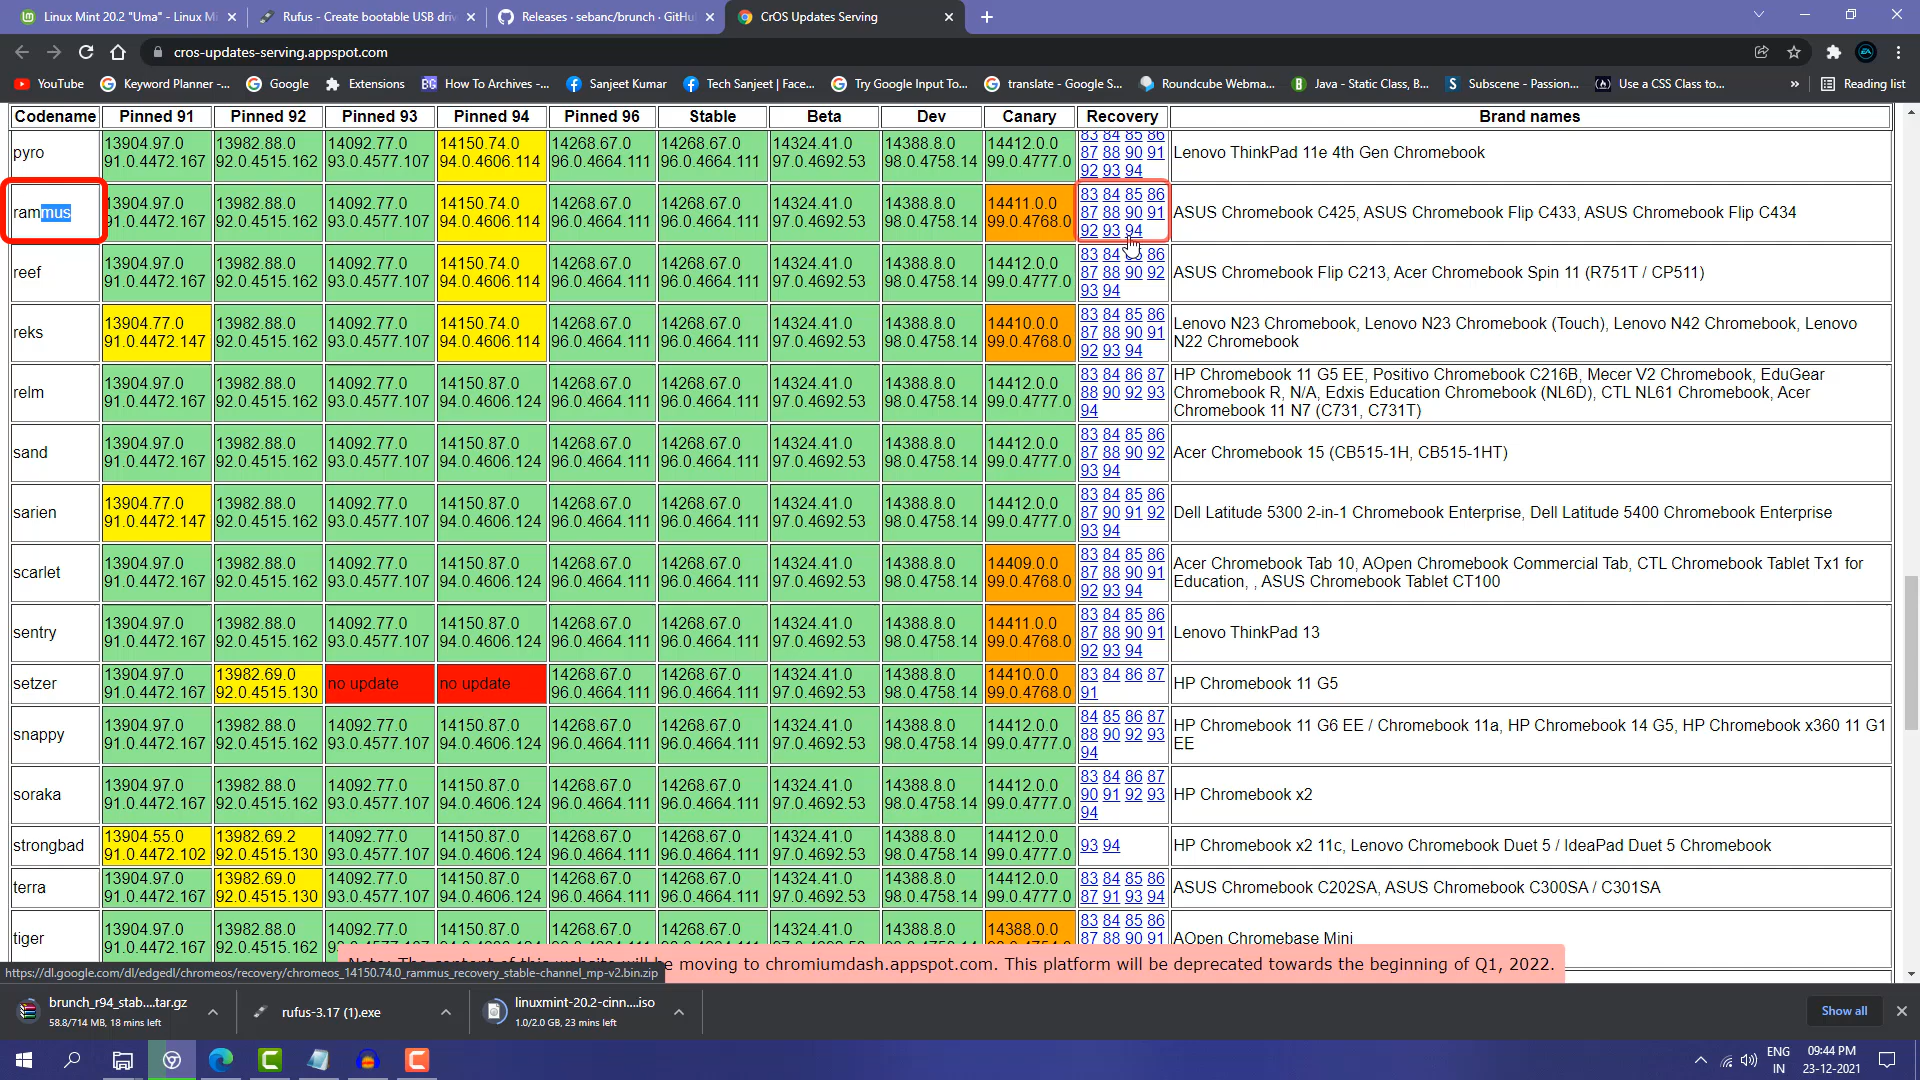 Linux Mint 20.2 "Uma" - Linux Mi
Rufus - Create bootable USB driv
Releases · sebanc/brunch · GitHu
CrOS Updates Serving
cros-updates-serving.appspot.com
YouTube
Keyword Planner -...
Google
Extensions
How To Archives -...
Sanjeet Kumar
Tech Sanjeet | Face...
Try Google Input To...
translate - Google S...
Roundcube Webma...
Java - Static Class, B...
Subscene - Passion...
Use a CSS Class to...
»
Reading list
Codename Pinned 91 Pinned 92 Pinned 93 Pinned 94 Pinned 96 Stable Beta Dev Canary Recovery Brand names
13904.97.0 13982.88.0 14092.77.0 14150.74.0 14268.67.0 14268.67.0 14324.41.0 14388.8.0 14412.0.0 83 84 85 86
pyro 87 88 90 91 Lenovo ThinkPad 11e 4th Gen Chromebook
91.0.4472.167 92.0.4515.162 93.0.4577.107 94.0.4606.114 96.0.4664.111 96.0.4664.111 97.0.4692.53 98.0.4758.14 99.0.4777.0 92 93 94
13904.97.0 13982.88.0 14092.77.0 14150.74.0 14268.67.0 14268.67.0 14324.41.0 14388.8.0 14411.0.0 83 84 85 86
rammus 87 88 90 91 ASUS Chromebook C425, ASUS Chromebook Flip C433, ASUS Chromebook Flip C434
91.0.4472.167 92.0.4515.162 93.0.4577.107 94.0.4606.114 96.0.4664.111 96.0.4664.111 97.0.4692.53 98.0.4758.14 99.0.4768.0 92 93 94
13904.97.0 13982.88.0 14092.77.0 14150.74.0 14268.67.0 14268.67.0 14324.41.0 14388.8.0 14412.0.0 83 84 86
reef 87 88 90 92 ASUS Chromebook Flip C213, Acer Chromebook Spin 11 (R751T / CP511)
91.0.4472.167 92.0.4515.162 93.0.4577.107 94.0.4606.114 96.0.4664.111 96.0.4664.111 97.0.4692.53 98.0.4758.14 99.0.4777.0 93 94
13904.77.0 13982.88.0 14092.77.0 14150.74.0 14268.67.0 14268.67.0 14324.41.0 14388.8.0 14410.0.0 83 84 85 86 Lenovo N23 Chromebook, Lenovo N23 Chromebook (Touch), Lenovo N42 Chromebook, Lenovo
reks 87 88 90 91
91.0.4472.147 92.0.4515.162 93.0.4577.107 94.0.4606.114 96.0.4664.111 96.0.4664.111 97.0.4692.53 98.0.4758.14 99.0.4768.0 92 93 94 N22 Chromebook
13904.97.0 13982.88.0 14092.77.0 14150.87.0 14268.67.0 14268.67.0 14324.41.0 14388.8.0 14412.0.0 83 84 86 87 HP Chromebook 11 G5 EE, Positivo Chromebook C216B, Mecer V2 Chromebook, EduGear
relm 88 90 92 93 Chromebook R, N/A, Edxis Education Chromebook (NL6D), CTL NL61 Chromebook, Acer
91.0.4472.167 92.0.4515.162 93.0.4577.107 94.0.4606.124 96.0.4664.111 96.0.4664.111 97.0.4692.53 98.0.4758.14 99.0.4777.0 94 Chromebook 11 N7 (C731, C731T)
13904.97.0 13982.88.0 14092.77.0 14150.87.0 14268.67.0 14268.67.0 14324.41.0 14388.8.0 14412.0.0 83 84 85 86
sand 87 88 90 92 Acer Chromebook 15 (CB515-1H, CB515-1HT)
91.0.4472.167 92.0.4515.162 93.0.4577.107 94.0.4606.124 96.0.4664.111 96.0.4664.111 97.0.4692.53 98.0.4758.14 99.0.4777.0 93 94
13904.77.0 13982.88.0 14092.77.0 14150.87.0 14268.67.0 14268.67.0 14324.41.0 14388.8.0 14412.0.0 83 84 85 86
sarien 87 90 91 92 Dell Latitude 5300 2-in-1 Chromebook Enterprise, Dell Latitude 5400 Chromebook Enterprise
91.0.4472.147 92.0.4515.162 93.0.4577.107 94.0.4606.124 96.0.4664.111 96.0.4664.111 97.0.4692.53 98.0.4758.14 99.0.4777.0 93 94
13904.97.0 13982.88.0 14092.77.0 14150.87.0 14268.67.0 14268.67.0 14324.41.0 14388.8.0 14409.0.0 83 84 85 86 Acer Chromebook Tab 10, AOpen Chromebook Commercial Tab, CTL Chromebook Tablet Tx1 for
scarlet 87 88 90 91
91.0.4472.167 92.0.4515.162 93.0.4577.107 94.0.4606.124 96.0.4664.111 96.0.4664.111 97.0.4692.53 98.0.4758.14 99.0.4768.0 92 93 94 Education, , ASUS Chromebook Tablet CT100
13904.97.0 13982.88.0 14092.77.0 14150.87.0 14268.67.0 14268.67.0 14324.41.0 14388.8.0 14411.0.0 83 84 85 86
sentry 87 88 90 91 Lenovo ThinkPad 13
91.0.4472.167 92.0.4515.162 93.0.4577.107 94.0.4606.124 96.0.4664.111 96.0.4664.111 97.0.4692.53 98.0.4758.14 99.0.4768.0 92 93 94
13904.97.0 13982.69.0 14268.67.0 14268.67.0 14324.41.0 14388.8.0 14410.0.0 83 84 86 87
setzer no update no update HP Chromebook 11 G5
91.0.4472.167 92.0.4515.130 96.0.4664.111 96.0.4664.111 97.0.4692.53 98.0.4758.14 99.0.4768.0 91
13904.97.0 13982.88.0 14092.77.0 14150.87.0 14268.67.0 14268.67.0 14324.41.0 14388.8.0 14412.0.0 84 85 86 87 HP Chromebook 11 G6 EE / Chromebook 11a, HP Chromebook 14 G5, HP Chromebook x360 11 G1
snappy 88 90 92 93
91.0.4472.167 92.0.4515.162 93.0.4577.107 94.0.4606.124 96.0.4664.111 96.0.4664.111 97.0.4692.53 98.0.4758.14 99.0.4777.0 94 EE
13904.97.0 13982.88.0 14092.77.0 14150.87.0 14268.67.0 14268.67.0 14324.41.0 14388.8.0 14412.0.0 83 84 86 87
soraka 90 91 92 93 HP Chromebook x2
91.0.4472.167 92.0.4515.162 93.0.4577.107 94.0.4606.124 96.0.4664.111 96.0.4664.111 97.0.4692.53 98.0.4758.14 99.0.4777.0 94
13904.55.0 13982.69.2 14092.77.0 14150.87.0 14268.67.0 14268.67.0 14324.41.0 14388.8.0 14412.0.0
strongbad 93 94 HP Chromebook x2 11c, Lenovo Chromebook Duet 5 / IdeaPad Duet 5 Chromebook
91.0.4472.102 92.0.4515.130 93.0.4577.107 94.0.4606.124 96.0.4664.111 96.0.4664.111 97.0.4692.53 98.0.4758.14 99.0.4777.0
13904.97.0 13982.69.0 14092.77.0 14150.87.0 14268.67.0 14268.67.0 14324.41.0 14388.8.0 14412.0.0 83 84 85 86
terra ASUS Chromebook C202SA, ASUS Chromebook C300SA / C301SA
91.0.4472.167 92.0.4515.130 93.0.4577.107 94.0.4606.124 96.0.4664.111 96.0.4664.111 97.0.4692.53 98.0.4758.14 99.0.4777.0 87 91 93 94
13904.97.0 13982.88.0 14092.77.0 14150.87.0 14268.67.0 14268.67.0 14324.41.0 14388.8.0 14388.0.0 83 84 85 86
tiger 87 88 90 91 AOpen Chromebase Mini
91.0.4472.167 92.0.4515.162
moving to chromiumdash.appspot.com. This platform will be deprecated towards the beginning of Q1, 2022.
https://dl.google.com/dl/edgedl/chromeos/recovery/chromeos_14150.74.0_rammus_recovery_stable-channel_mp-v2.bin.zip
brunch_r94_stab....tar.gz
58.8/714 MB, 18 mins left
rufus-3.17 (1).exe
linuxmint-20.2-cinn....iso
1.0/2.0 GB, 23 mins left
Show all
ENG
IN
09:44 PM
23-12-2021